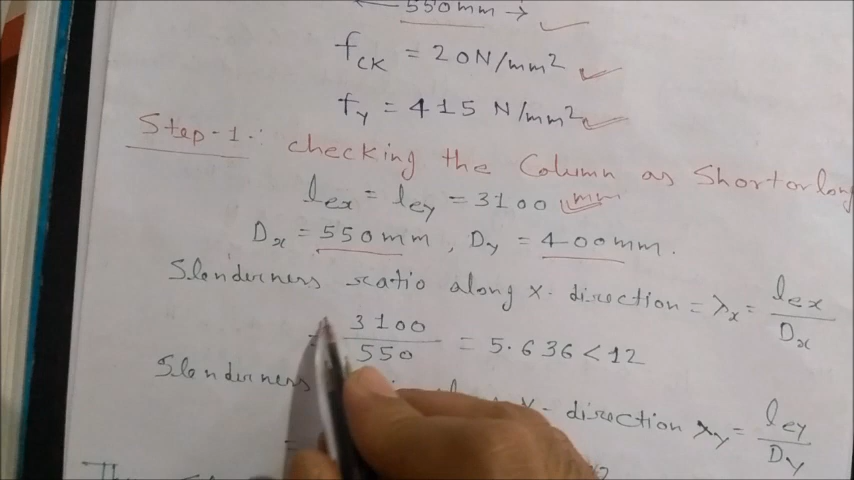 550mm
fCK = 20N/mm2
fy = 415 N/mm2
Step-1: checking the Column as Short or long
lex = ley = 3100 mm
Dx = 550mm, Dy = 400mm.
Slenderness ratio along X-direction = λx = lex/Dx
= 3100/550 = 5.636 < 12
Slenderness Y-direction λy = ley/Dy